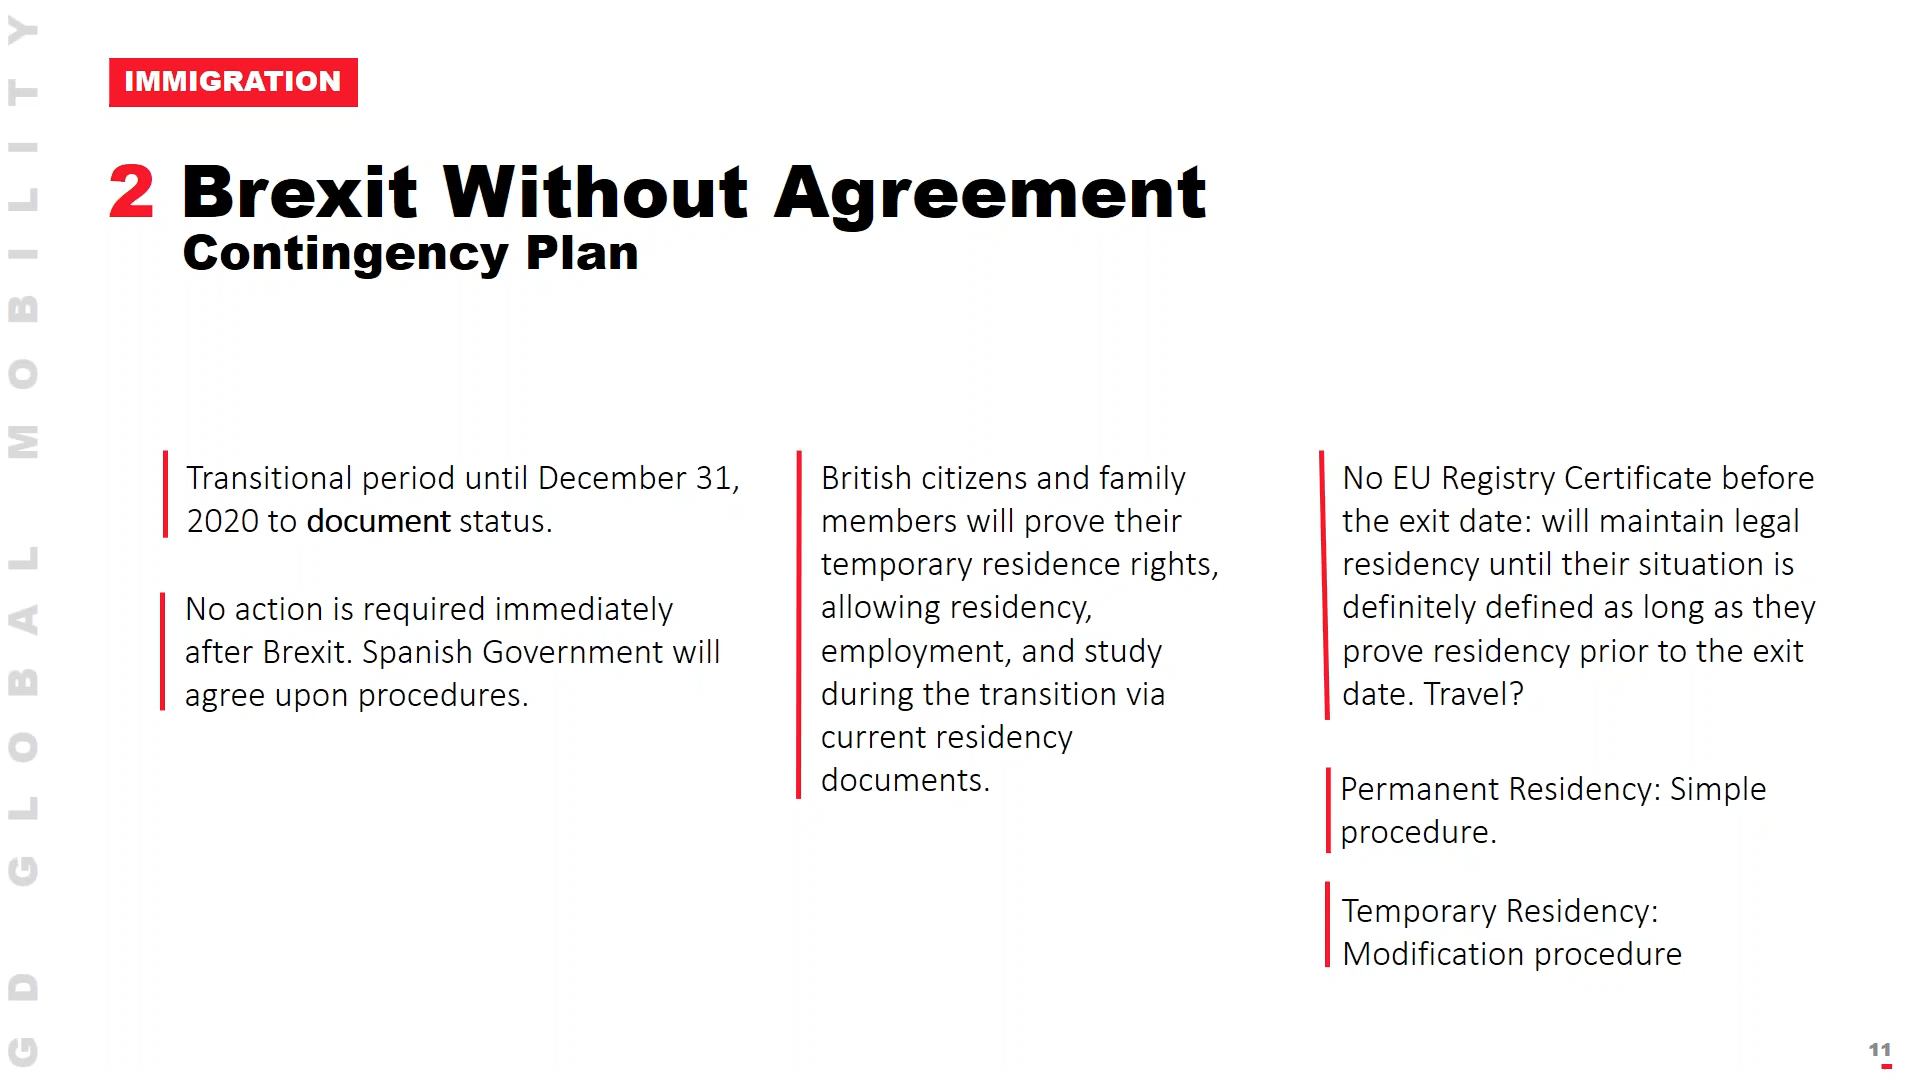 GD GLOBAL MOBILITY
IMMIGRATION
2 Brexit Without Agreement
Contingency Plan
Transitional period until December 31,
2020 to document status.
No action is required immediately
after Brexit. Spanish Government will
agree upon procedures.
British citizens and family
members will prove their
temporary residence rights,
allowing residency,
employment, and study
during the transition via
current residency
documents.
No EU Registry Certificate before
the exit date: will maintain legal
residency until their situation is
definitely defined as long as they
prove residency prior to the exit
date. Travel?
Permanent Residency: Simple
procedure.
Temporary Residency:
Modification procedure
11